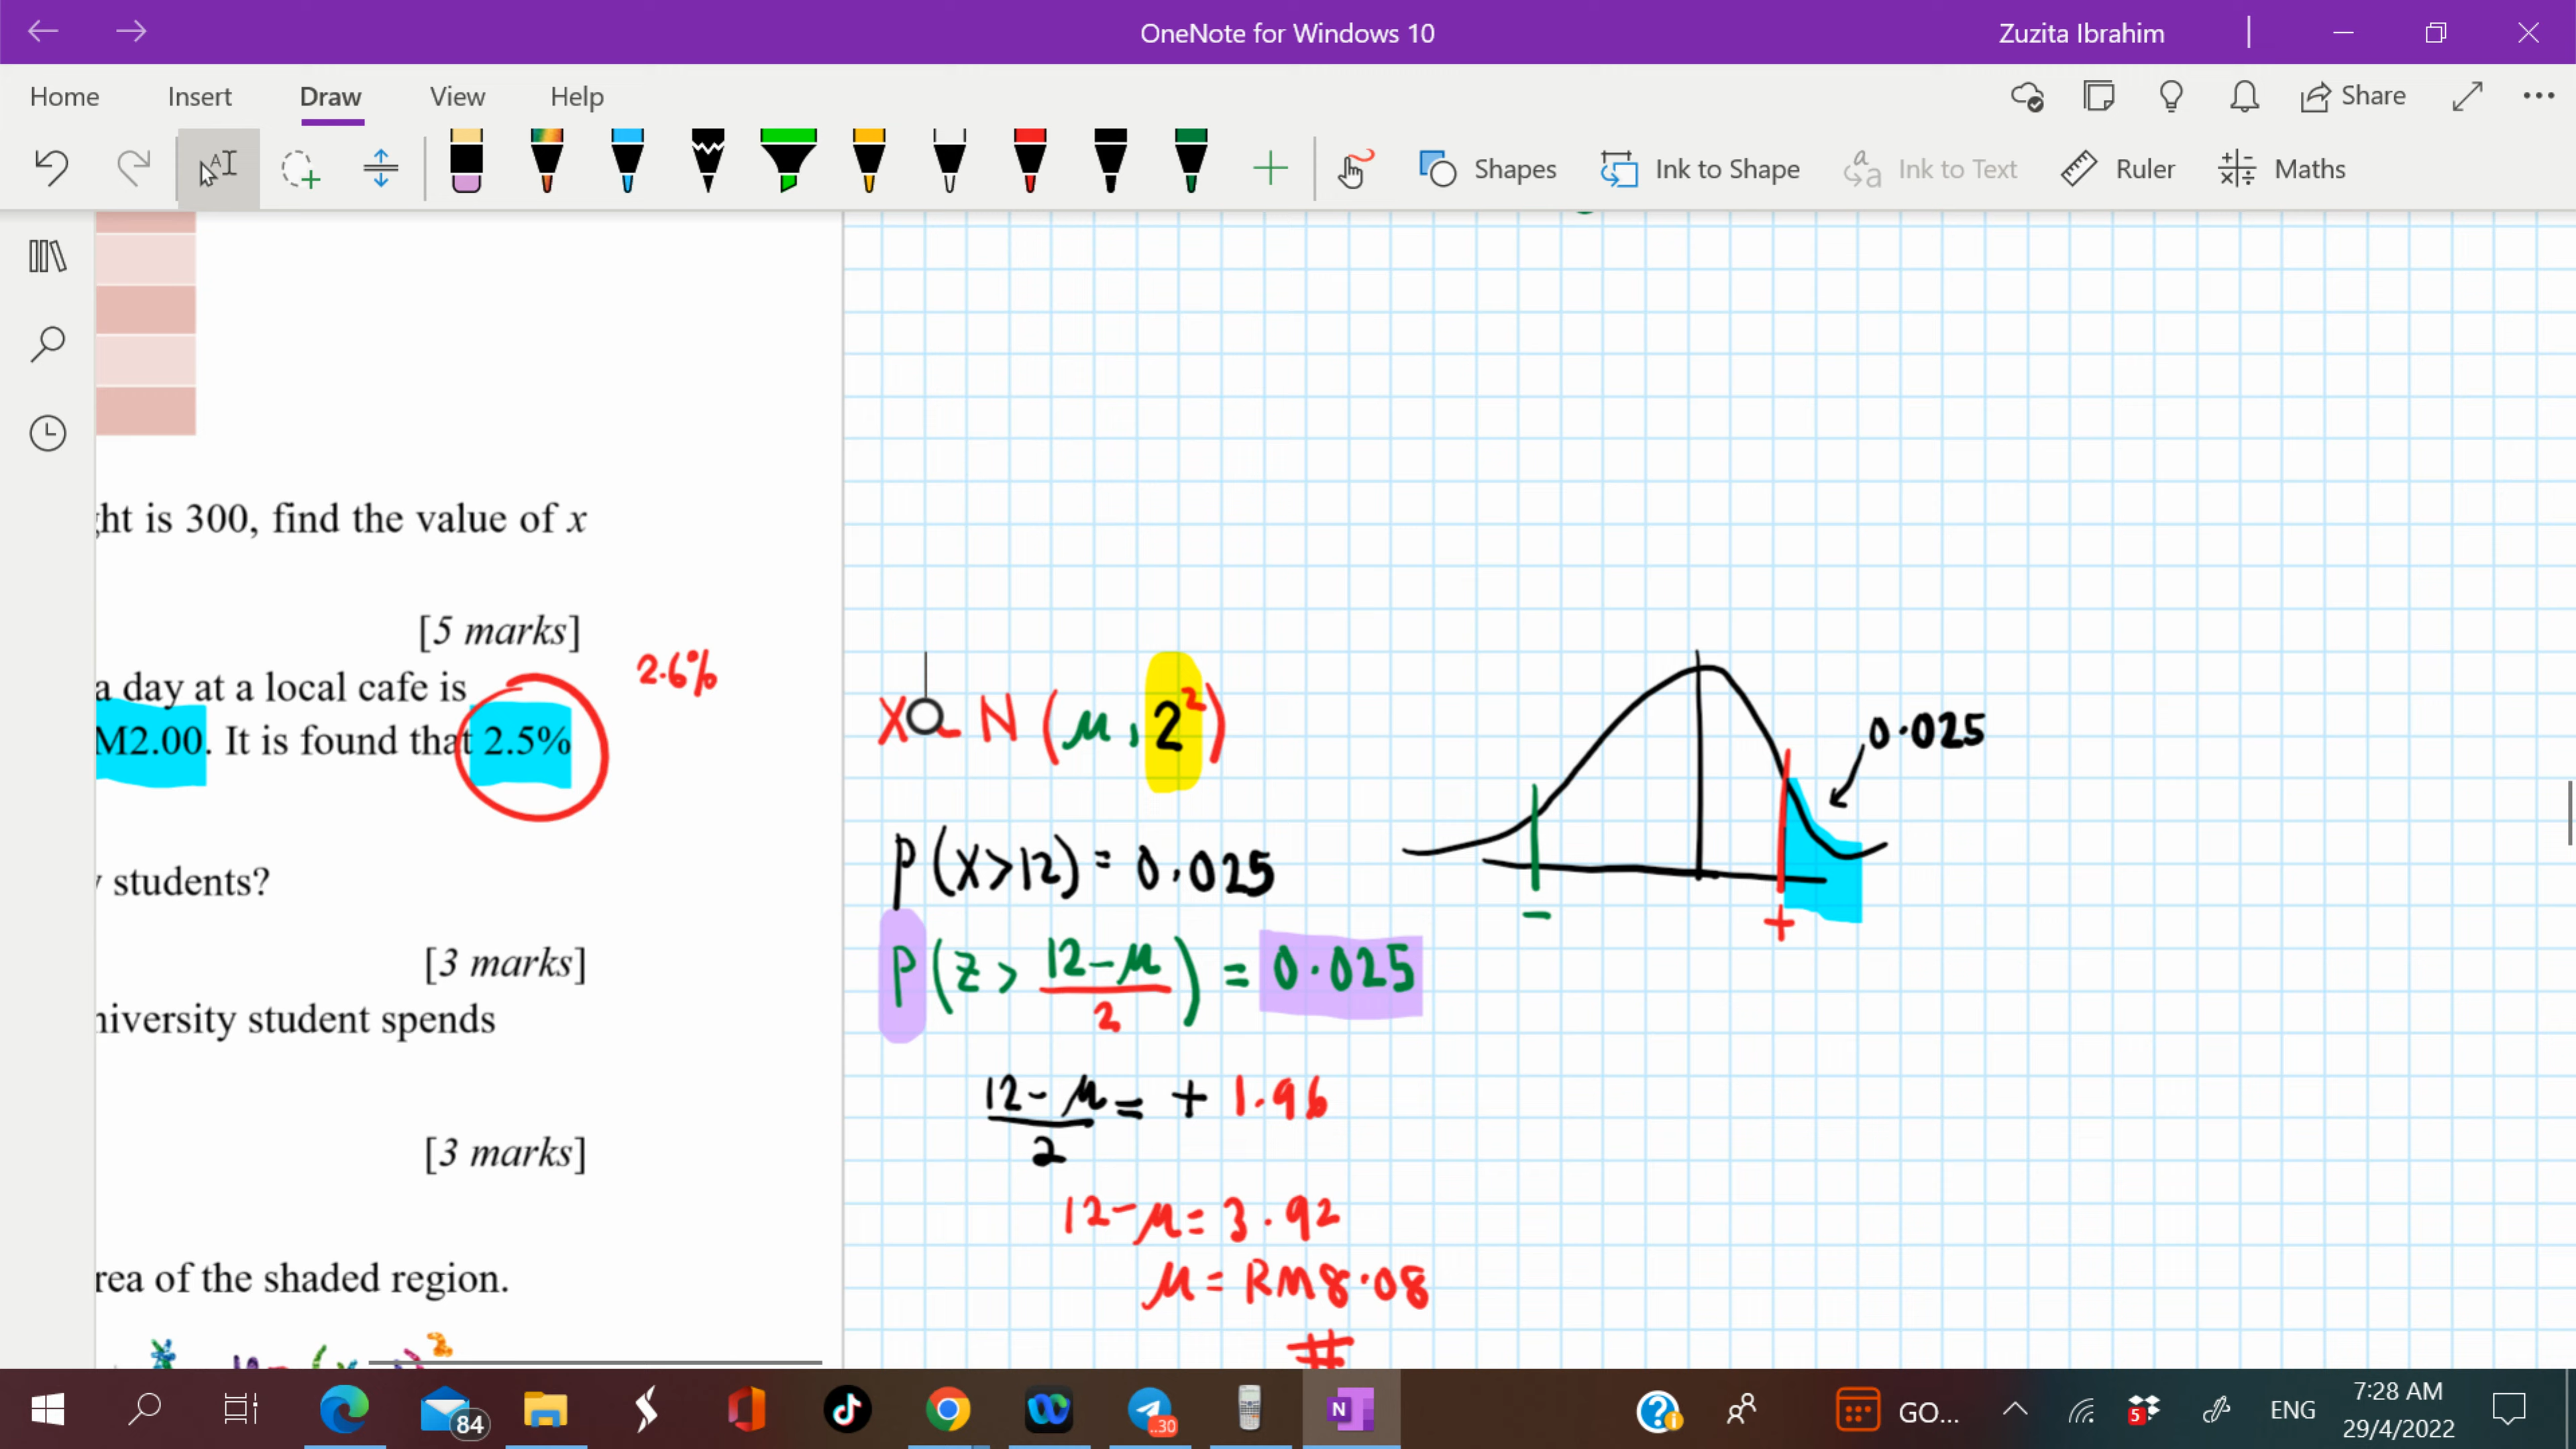 OneNote for Windows 10
Zuzita Ibrahim
Home Insert Draw View Help
Share
Shapes Ink to Shape Ink to Text Ruler Maths
ht is 300, find the value of x
[5 marks]
2.6%
a day at a local cafe is
M2.00. It is found that 2.5%
students?
[3 marks]
niversity student spends
[3 marks]
rea of the shaded region.
X ~ N (μ, 2²)
P(X>12) = 0.025
P(z > 12-μ/2) = 0.025
12-μ/2 = + 1.96
12-μ = 3.92
μ = RM8.08
#
0.025
- +
84
30
GO...
5
ENG
7:28 AM
29/4/2022